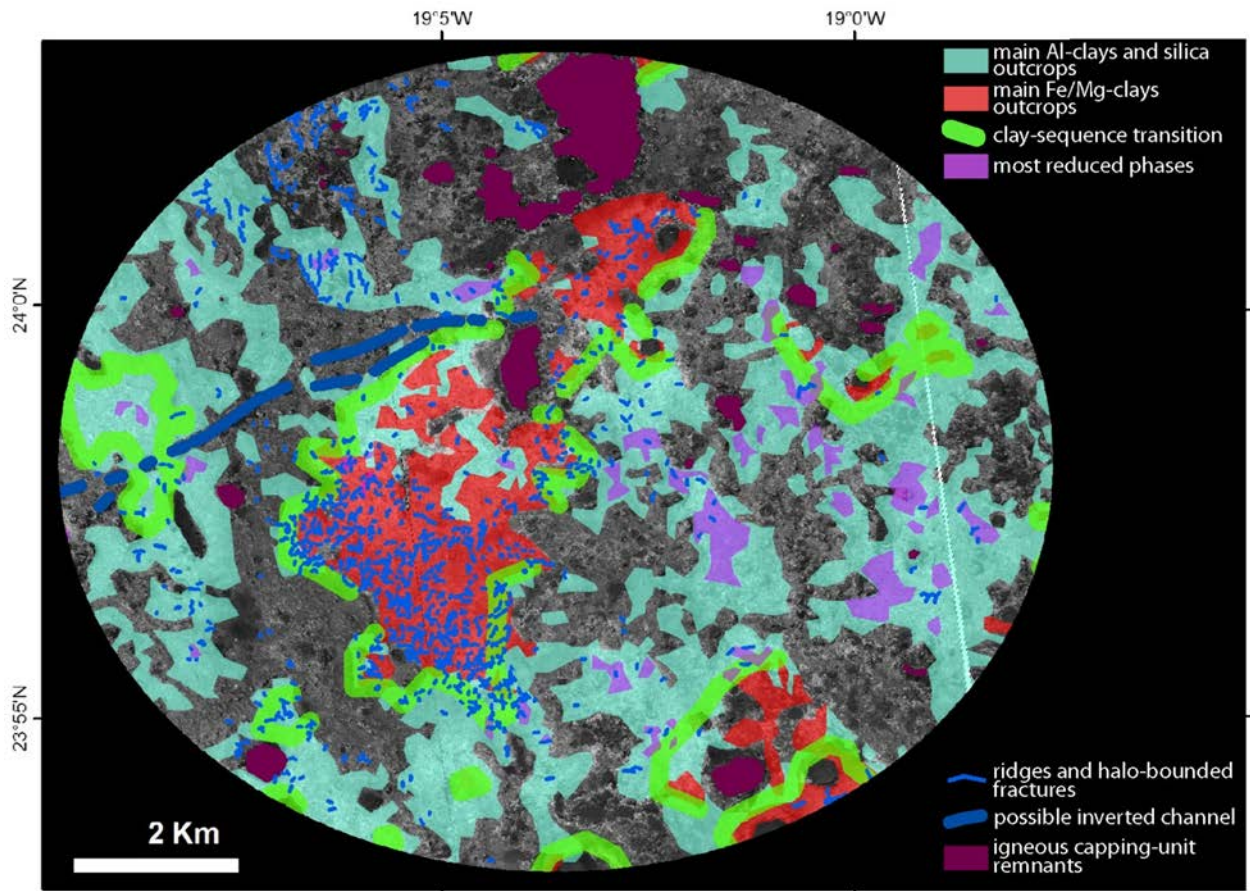 19°5'W
19°0'W
main Al-clays and silica
outcrops
main Fe/Mg-clays
outcrops
clay-sequence transition
most reduced phases
24°0'N
23°55'N
ridges and halo-bounded
fractures
possible inverted channel
igneous capping-unit
remnants
2 Km